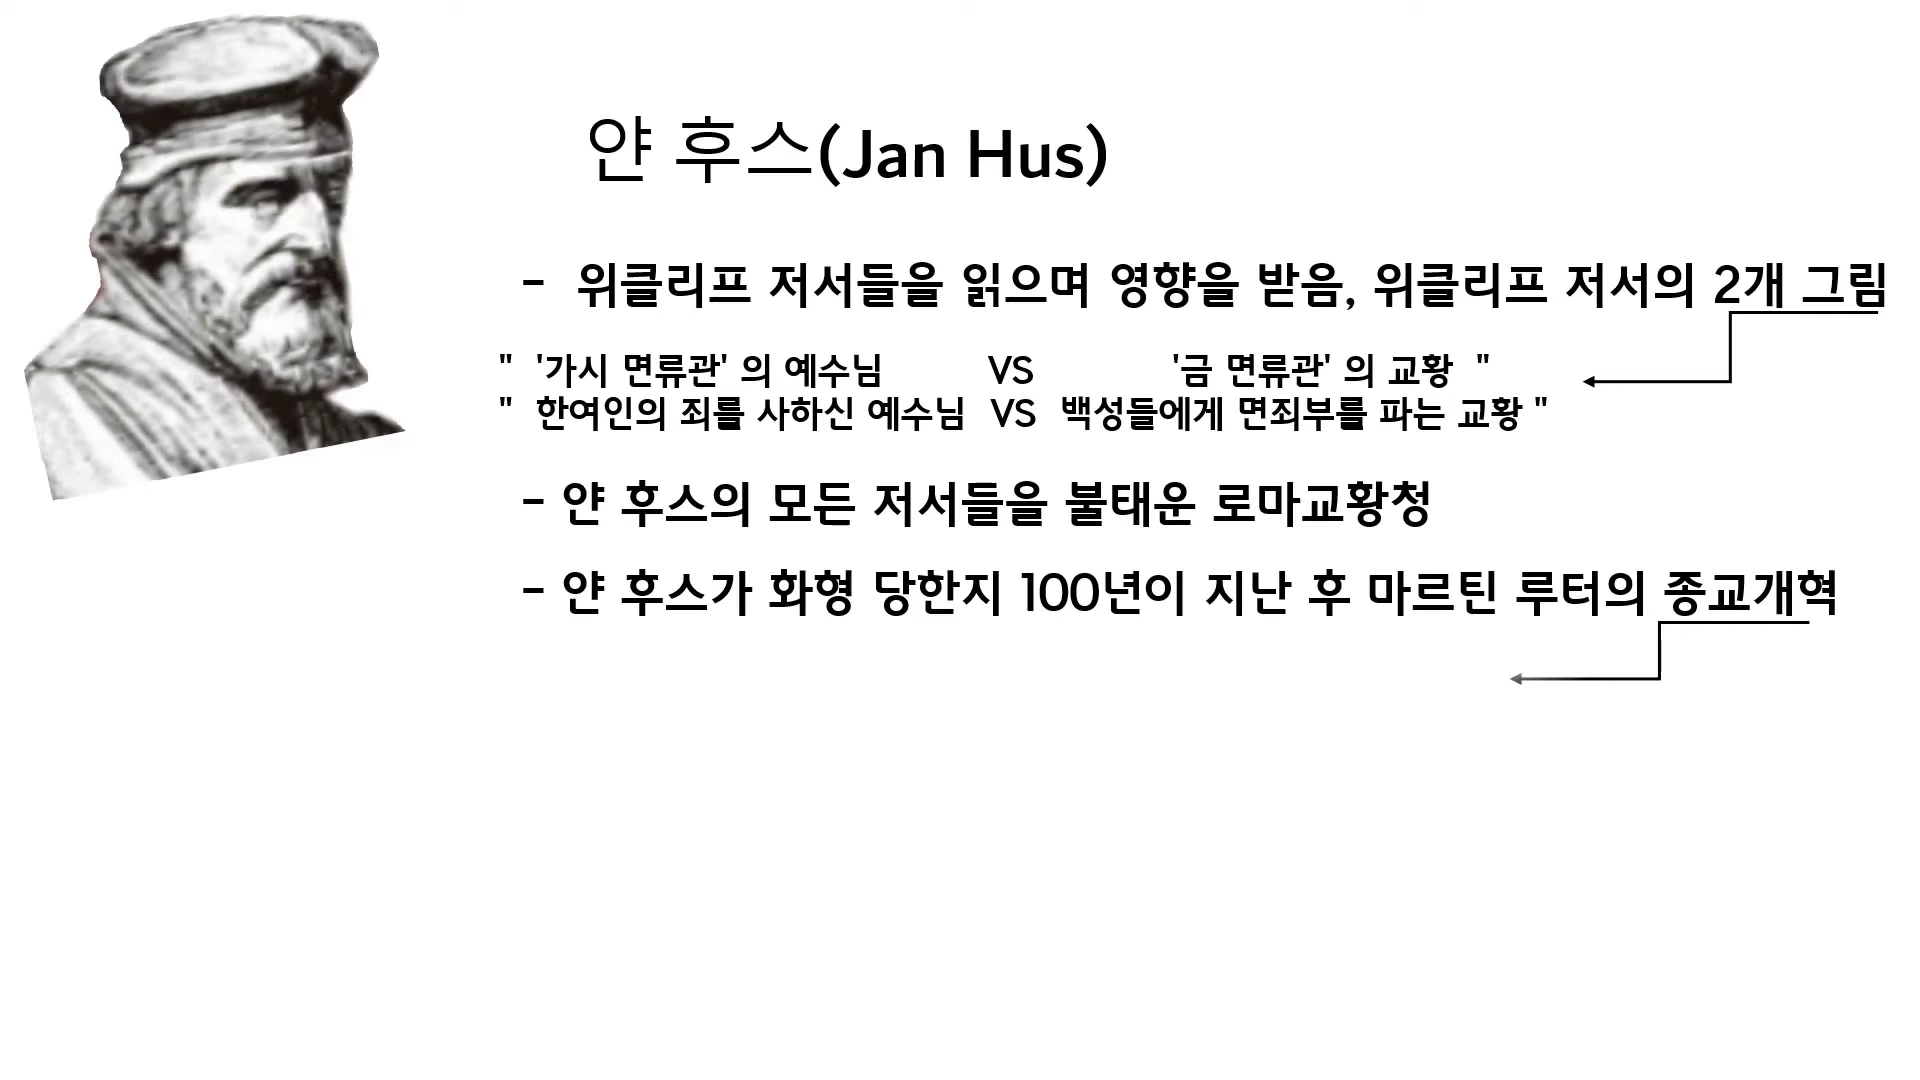 얀 후스(Jan Hus)
- 위클리프 저서들을 읽으며 영향을 받음, 위클리프 저서의 2개 그림
" '가시 면류관' 의 예수님 VS '금 면류관' 의 교황 "
" 한여인의 죄를 사하신 예수님 VS 백성들에게 면죄부를 파는 교황 "
- 얀 후스의 모든 저서들을 불태운 로마교황청
- 얀 후스가 화형 당한지 100년이 지난 후 마르틴 루터의 종교개혁